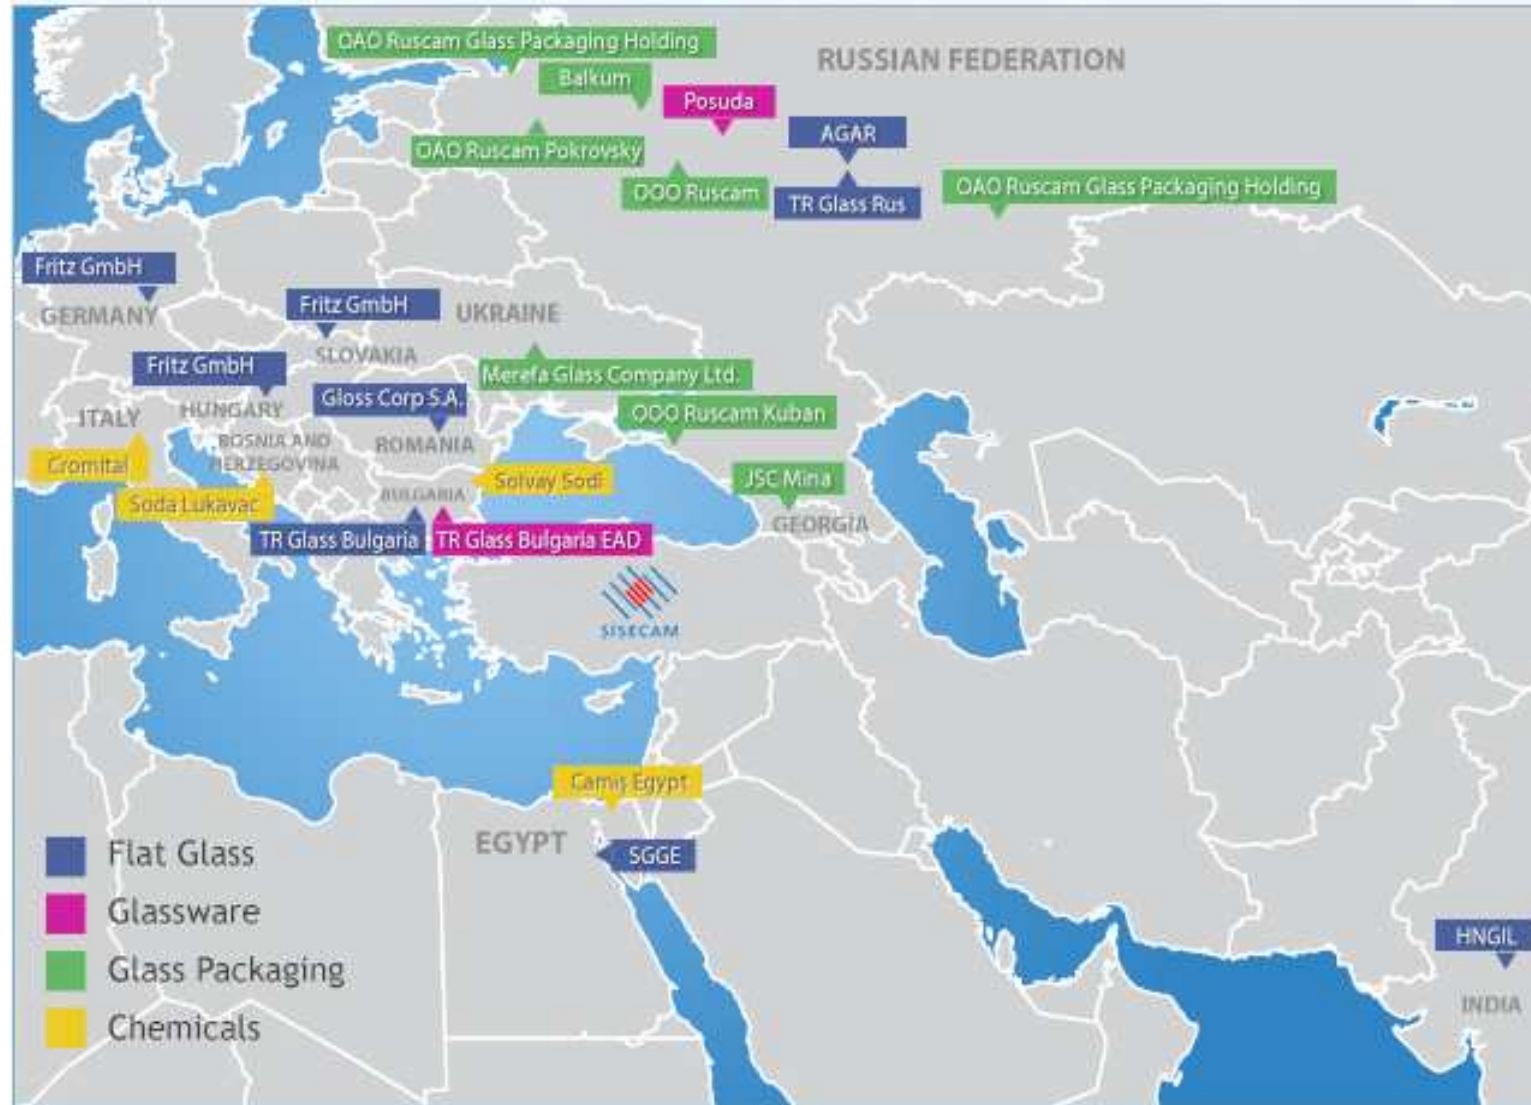 OAO Ruscam Glass Packaging Holding
RUSSIAN FEDERATION
Balkum
Posuda
AGAR
OAO Ruscam Pokrovsky
OOO Ruscam
TR Glass Rus
OAO Ruscam Glass Packaging Holding
Fritz GmbH
GERMANY
Fritz GmbH
UKRAINE
SLOVAKIA
Fritz GmbH
Merefa Glass Company Ltd.
Gloss Corp S.A.
HUNGARY
ITALY
OOO Ruscam Kuban
BOSNIA AND
HERZEGOVINA
ROMANIA
Cromital
Solvay Sodi
JSC Mina
Soda Lukavac
BULGARIA
GEORGIA
TR Glass Bulgaria
TR Glass Bulgaria EAD
SISECAM
Camiş Egypt
EGYPT
SGGE
Flat Glass
Glassware
Glass Packaging
Chemicals
HNGIL
INDIA